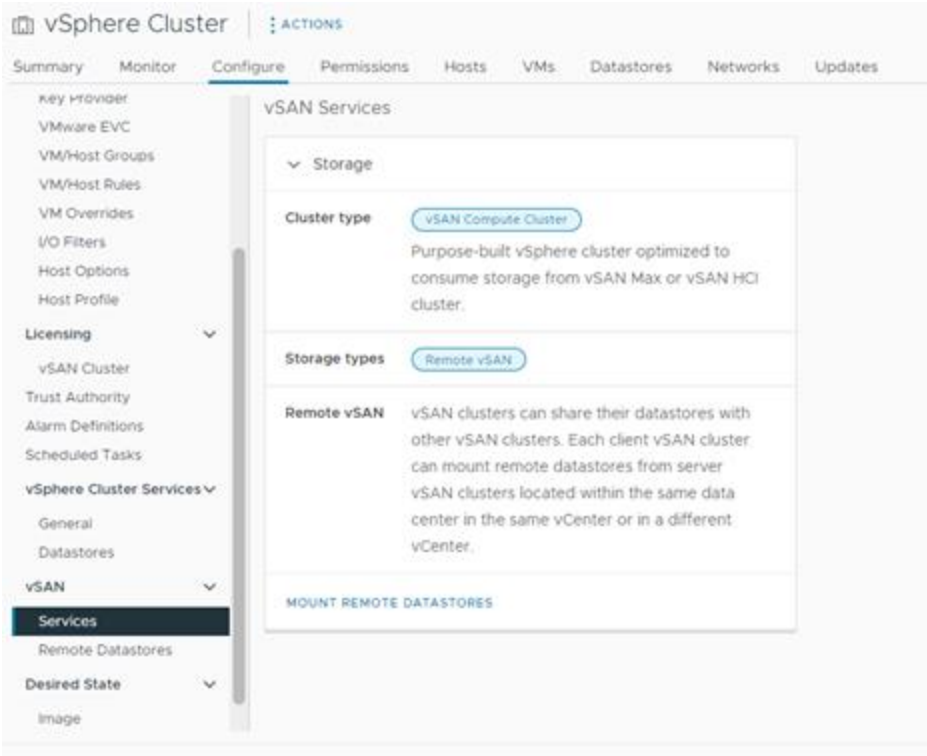 vSphere Cluster
ACTIONS
Summary Monitor Configure Permissions Hosts VMs Datastores Networks Updates
Key Provider
VMware EVC
VM/Host Groups
VM/Host Rules
VM Overrides
I/O Filters
Host Options
Host Profile
Licensing
vSAN Cluster
Trust Authority
Alarm Definitions
Scheduled Tasks
vSphere Cluster Services
General
Datastores
vSAN
Services
Remote Datastores
Desired State
Image
vSAN Services
Storage
Cluster type
vSAN Compute Cluster
Purpose-built vSphere cluster optimized to
consume storage from vSAN Max or vSAN HCI
cluster.
Storage types
Remote vSAN
Remote vSAN
vSAN clusters can share their datastores with
other vSAN clusters. Each client vSAN cluster
can mount remote datastores from server
vSAN clusters located within the same data
center in the same vCenter or in a different
vCenter.
MOUNT REMOTE DATASTORES